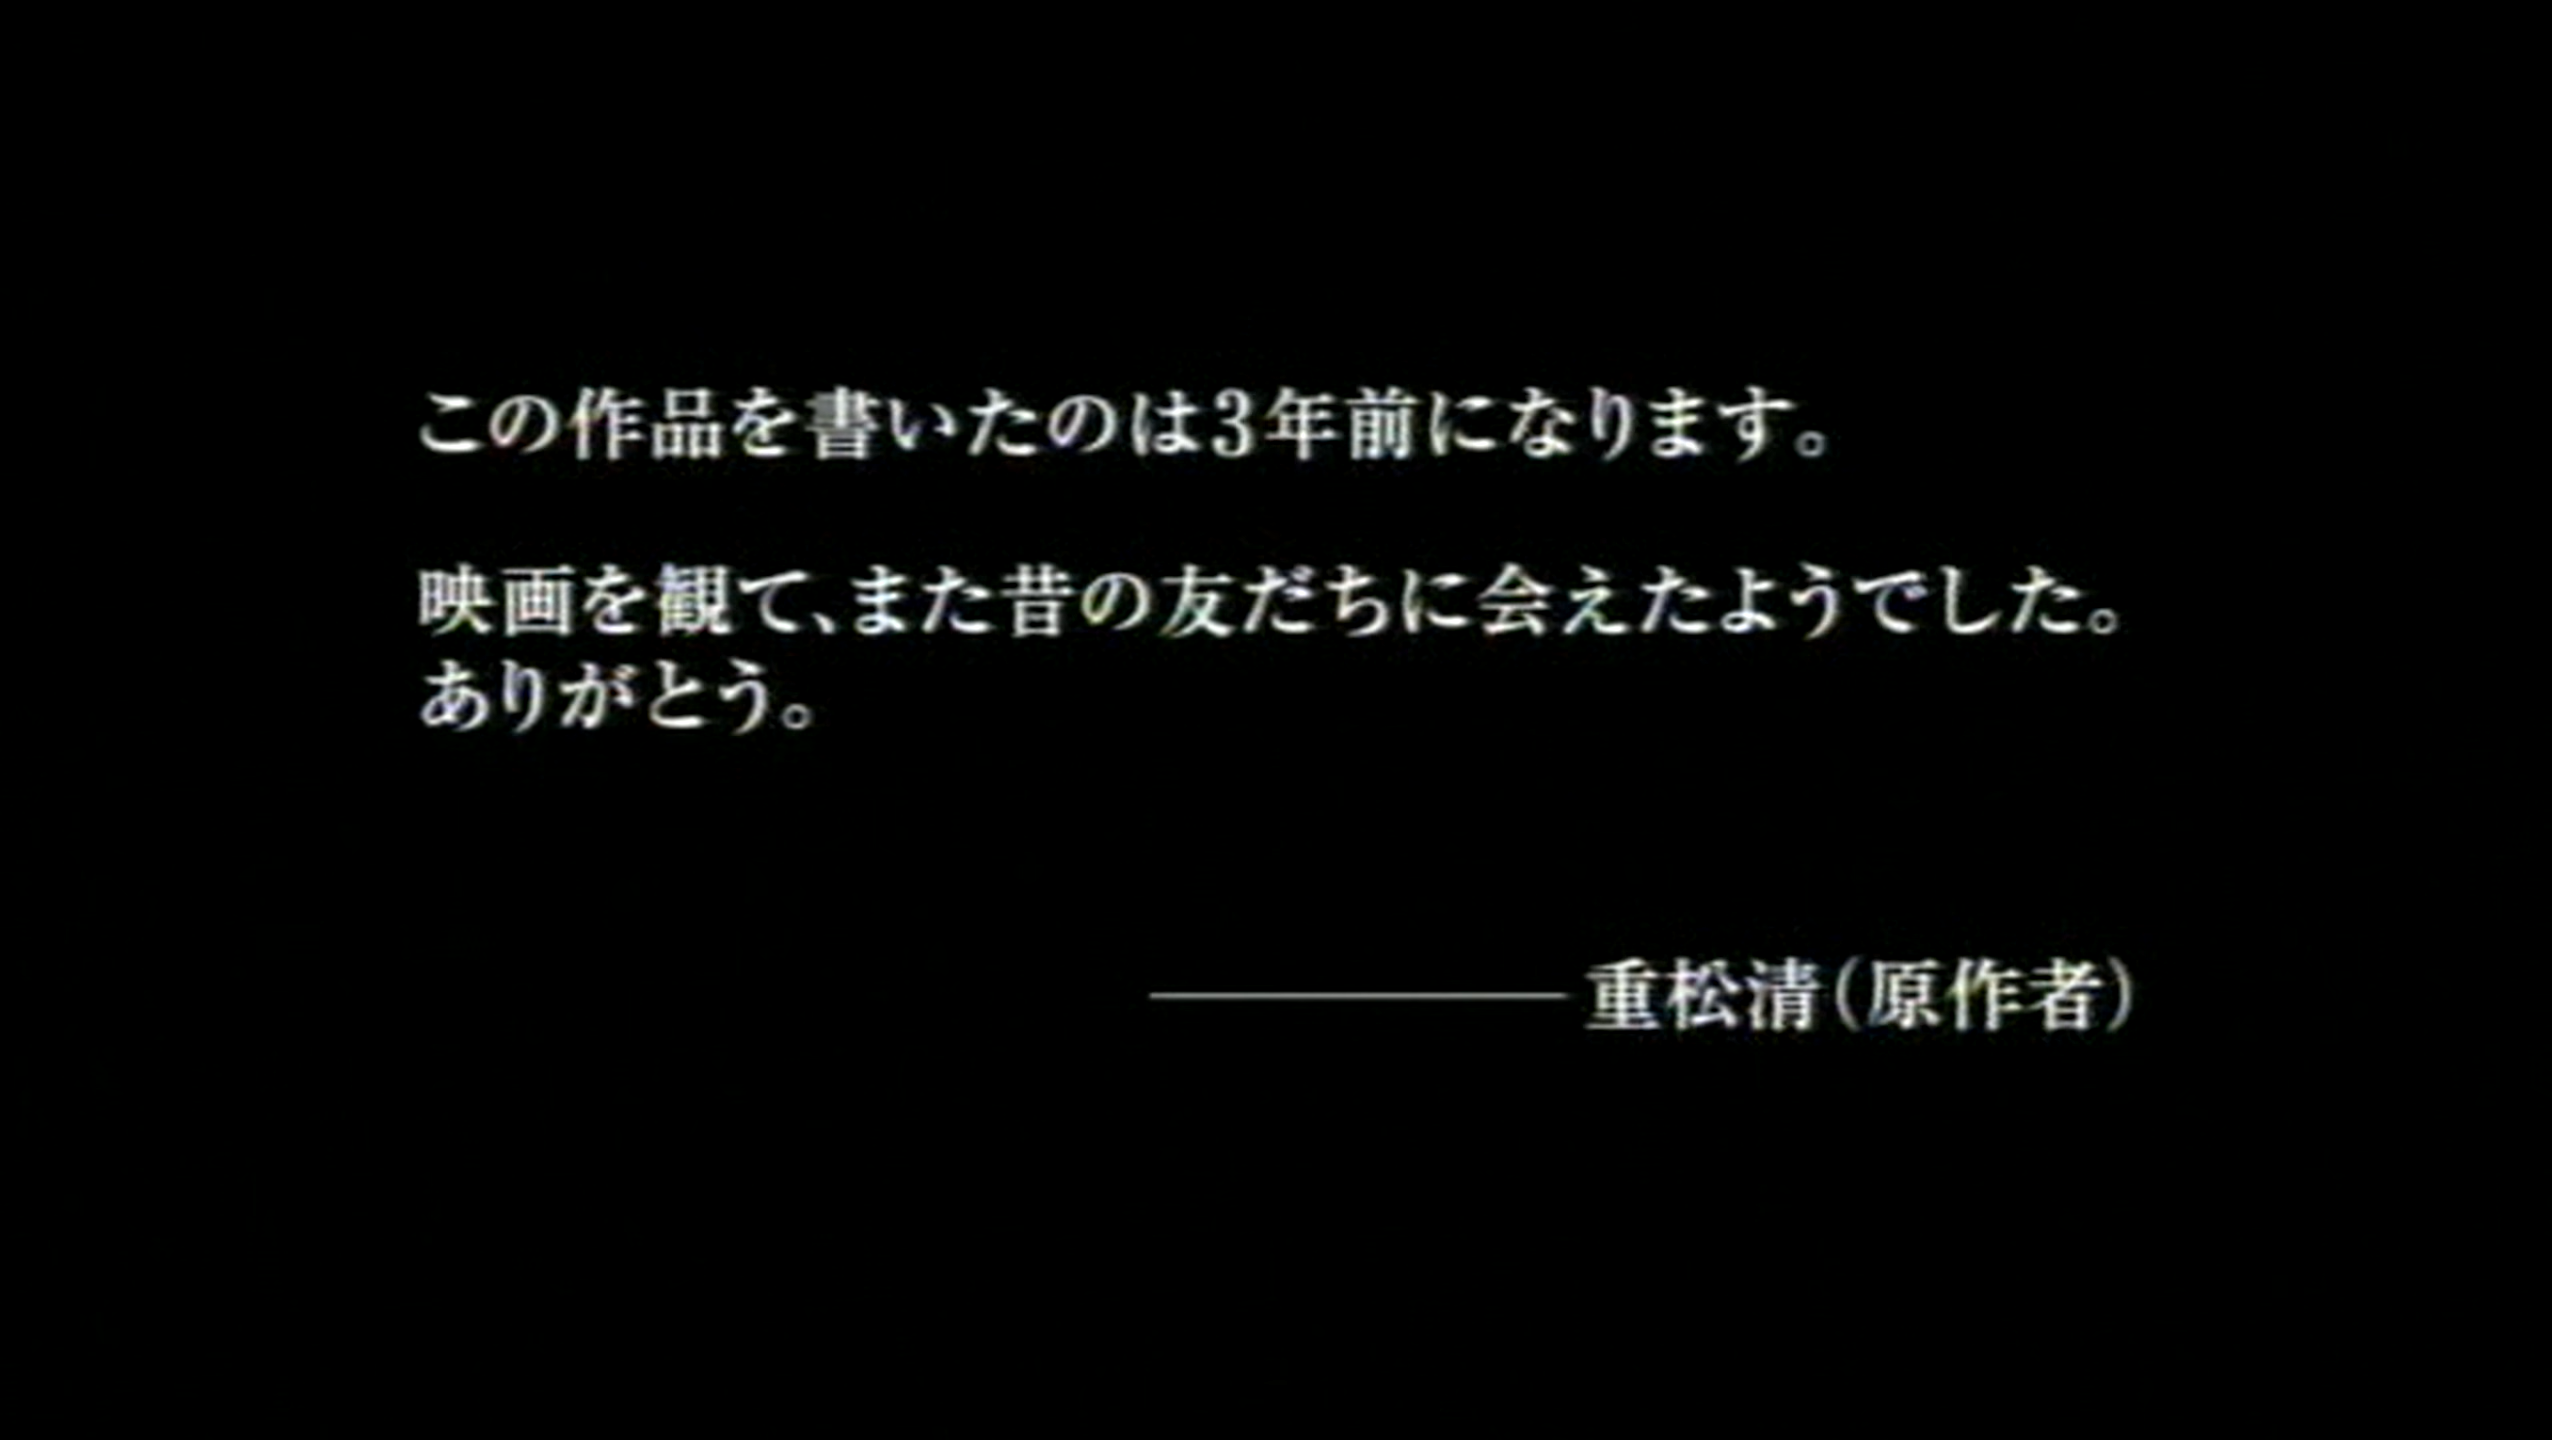 この作品を書いたのは3年前になります。
映画を観て、また昔の友だちに会えたようでした。
ありがとう。
重松清（原作者）